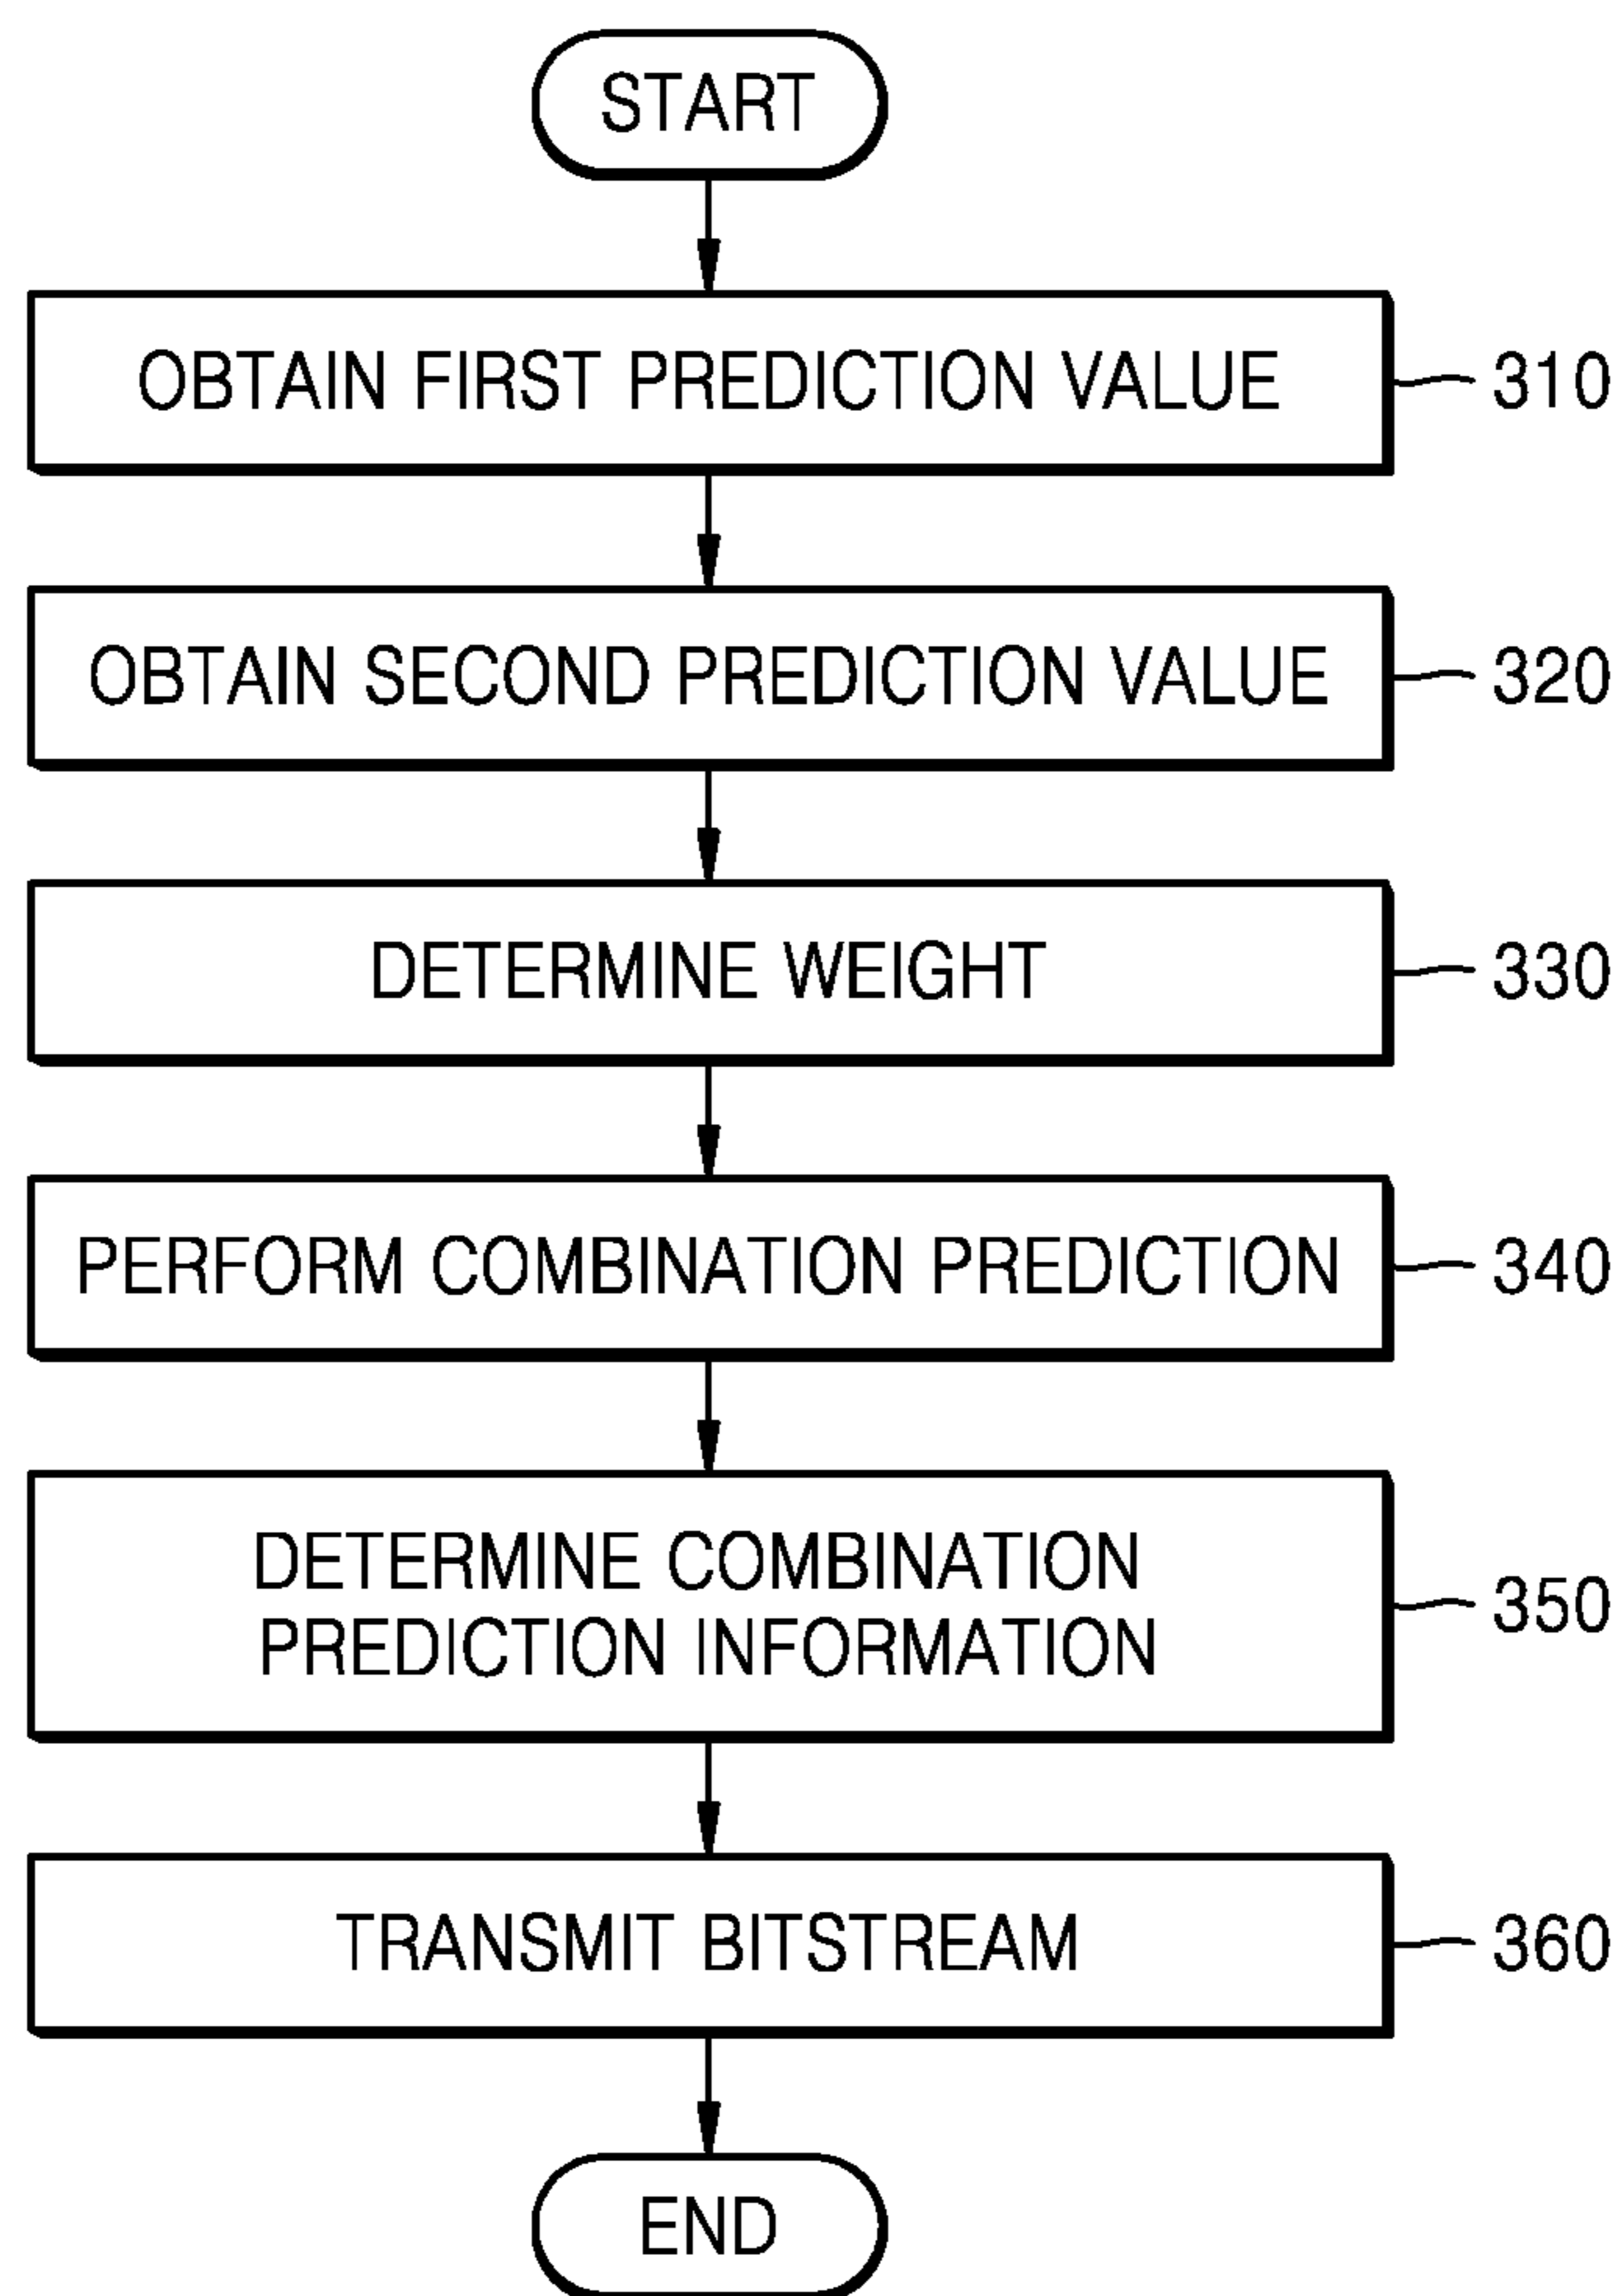 START
OBTAIN FIRST PREDICTION VALUE
310
OBTAIN SECOND PREDICTION VALUE
320
DETERMINE WEIGHT
330
PERFORM COMBINATION PREDICTION
340
DETERMINE COMBINATION
PREDICTION INFORMATION
350
TRANSMIT BITSTREAM
360
END